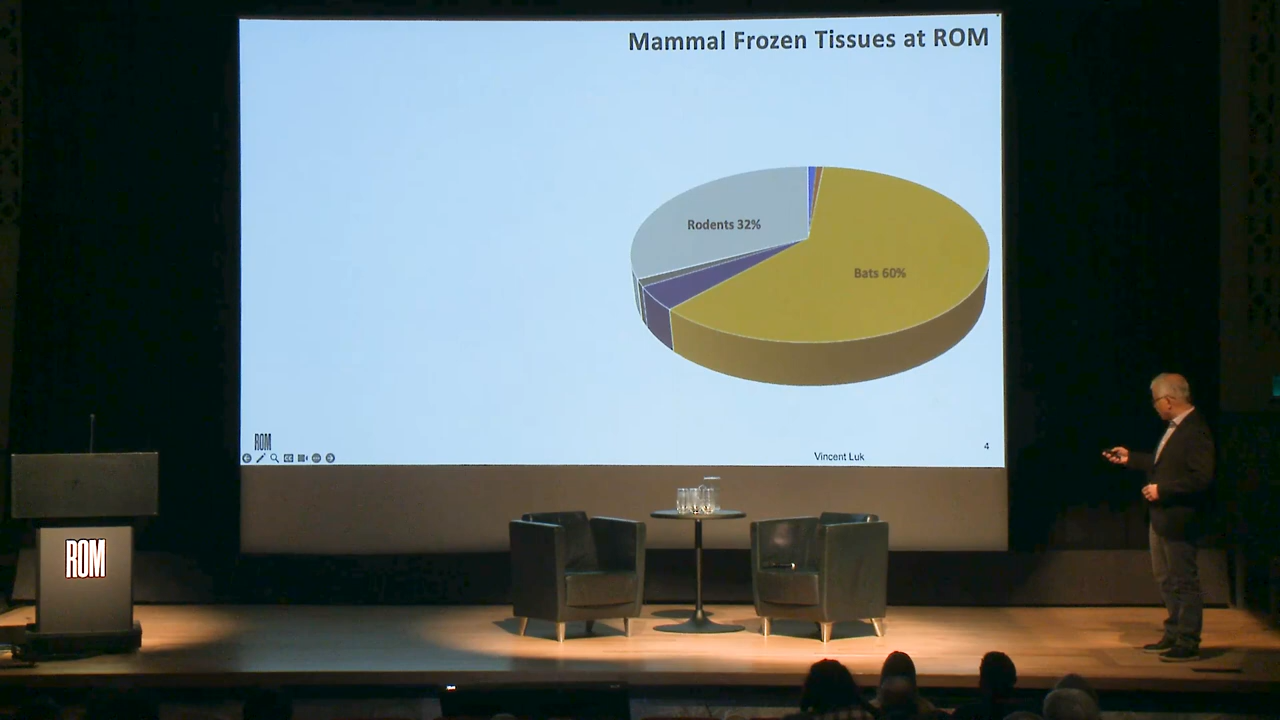 Mammal Frozen Tissues at ROM
Rodents 32%
Bats 60%
ROM
4
Vincent Luk
ROM